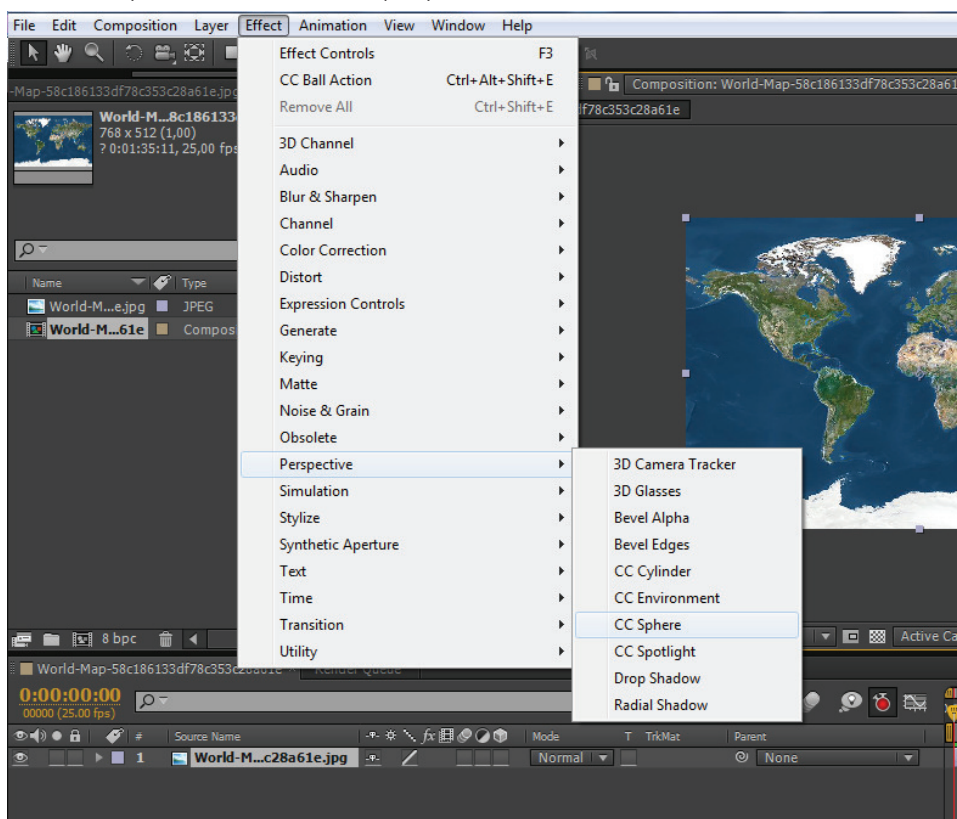 File Edit Composition Layer Effect Animation View Window Help
-Map-58c186133df78c353c28a61e.jpg
World-M...8c186133
768 x 512 (1,00)
? 0:01:35:11, 25,00 fps
Name Type
World-M...e.jpg JPEG
World-M...61e Composi
8 bpc
Effect Controls F3
CC Ball Action Ctrl+Alt+Shift+E
Remove All Ctrl+Shift+E
3D Channel
Audio
Blur & Sharpen
Channel
Color Correction
Distort
Expression Controls
Generate
Keying
Matte
Noise & Grain
Obsolete
Perspective
Simulation
Stylize
Synthetic Aperture
Text
Time
Transition
Utility
3D Camera Tracker
3D Glasses
Bevel Alpha
Bevel Edges
CC Cylinder
CC Environment
CC Sphere
CC Spotlight
Drop Shadow
Radial Shadow
Composition: World-Map-58c186133df78c353c28a61
lf78c353c28a61e
Active Ca
World-Map-58c186133df78c353c28a61e × Render Queue
0:00:00:00
00000 (25.00 fps)
# Source Name Mode T TrkMat Parent
1 World-M...c28a61e.jpg Normal None